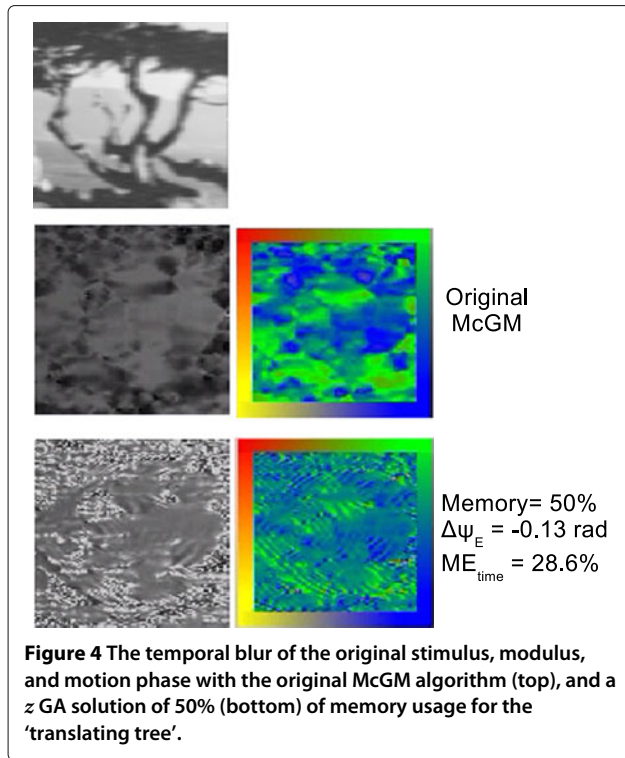 Original
McGM
Memory= 50%
Δψ_E = -0.13 rad
ME_time = 28.6%
Figure 4 The temporal blur of the original stimulus, modulus,
and motion phase with the original McGM algorithm (top), and a
z GA solution of 50% (bottom) of memory usage for the
‘translating tree’.